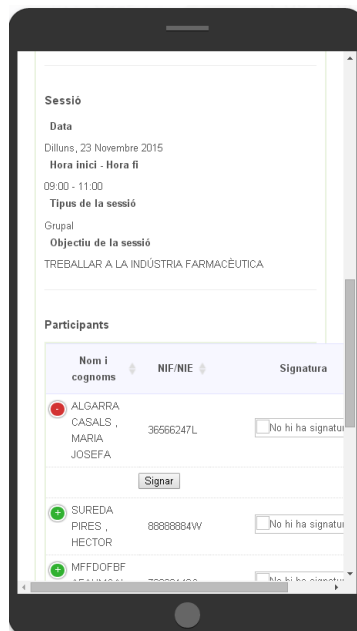 Sessió
Data
Dilluns, 23 Novembre 2015
Hora inici - Hora fi
09:00 - 11:00
Tipus de la sessió
Grupal
Objectiu de la sessió
TREBALLAR A LA INDÚSTRIA FARMACÈUTICA
Participants
Nom i
cognoms
NIF/NIE
Signatura
ALGARRA
CASALS ,
MARIA
JOSEFA
36566247L
No hi ha signatu
Signar
SUREDA
PIRES ,
HECTOR
88888884W
No hi ha signatu
MFFDOFBF